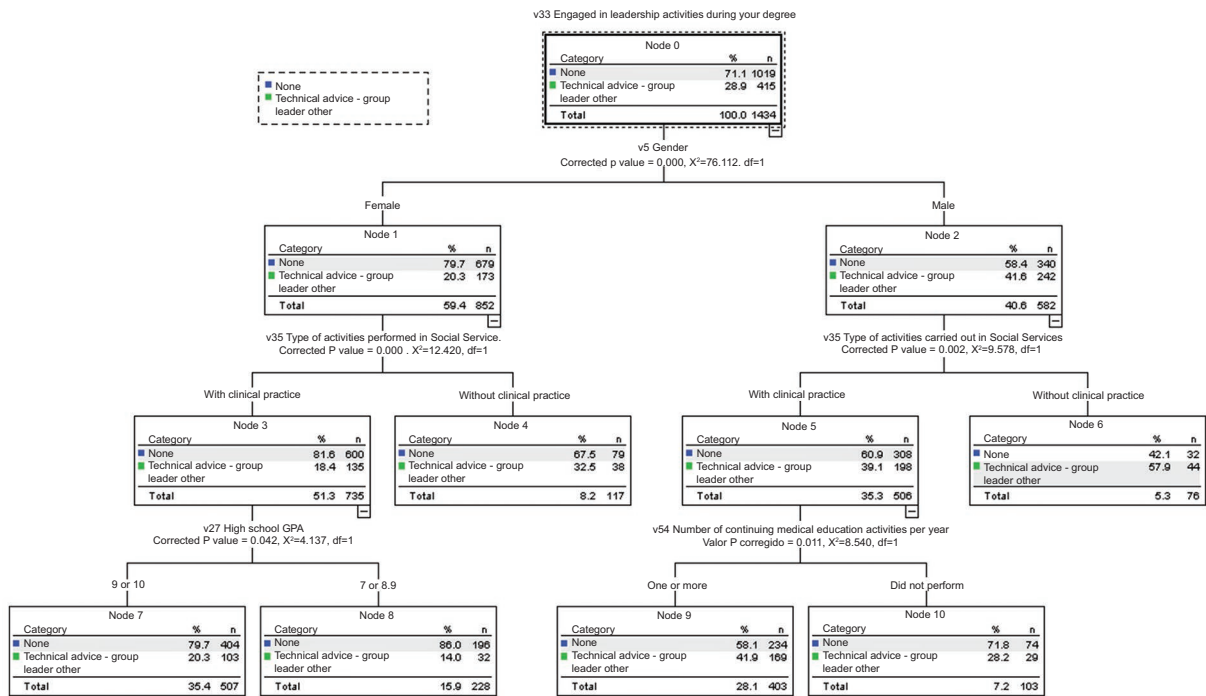 v33 Engaged in leadership activities during your degree
None
Technical advice - group
leader other
Node 0
Category % n
None 71.1 1019
Technical advice - group 28.9 415
leader other
Total 100.0 1434
v5 Gender
Corrected p value = 0,000, X²=76.112. df=1
Female
Male
Node 1
Category % n
None 79.7 679
Technical advice - group 20.3 173
leader other
Total 59.4 852
Node 2
Category % n
None 58.4 340
Technical advice - group 41.6 242
leader other
Total 40.6 582
v35 Type of activities performed in Social Service.
Corrected P value = 0.000 . X²=12.420, df=1
v35 Type of activities carried out in Social Services
Corrected P value = 0.002, X²=9.578, df=1
With clinical practice
Without clinical practice
With clinical practice
Without clinical practice
Node 3
Category % n
None 81.6 600
Technical advice - group 18.4 135
leader other
Total 51.3 735
Node 4
Category % n
None 67.5 79
Technical advice - group 32.5 38
leader other
Total 8.2 117
Node 5
Category % n
None 60.9 308
Technical advice - group 39.1 198
leader other
Total 35.3 506
Node 6
Category % n
None 42.1 32
Technical advice - group 57.9 44
leader other
Total 5.3 76
v27 High school GPA
Corrected P value = 0.042, X²=4.137, df=1
v54 Number of continuing medical education activities per year
Valor P corregido = 0.011, X²=8.540, df=1
9 or 10
7 or 8.9
One or more
Did not perform
Node 7
Category % n
None 79.7 404
Technical advice - group 20.3 103
leader other
Total 35.4 507
Node 8
Category % n
None 86.0 196
Technical advice - group 14.0 32
leader other
Total 15.9 228
Node 9
Category % n
None 58.1 234
Technical advice - group 41.9 169
leader other
Total 28.1 403
Node 10
Category % n
None 71.8 74
Technical advice - group 28.2 29
leader other
Total 7.2 103